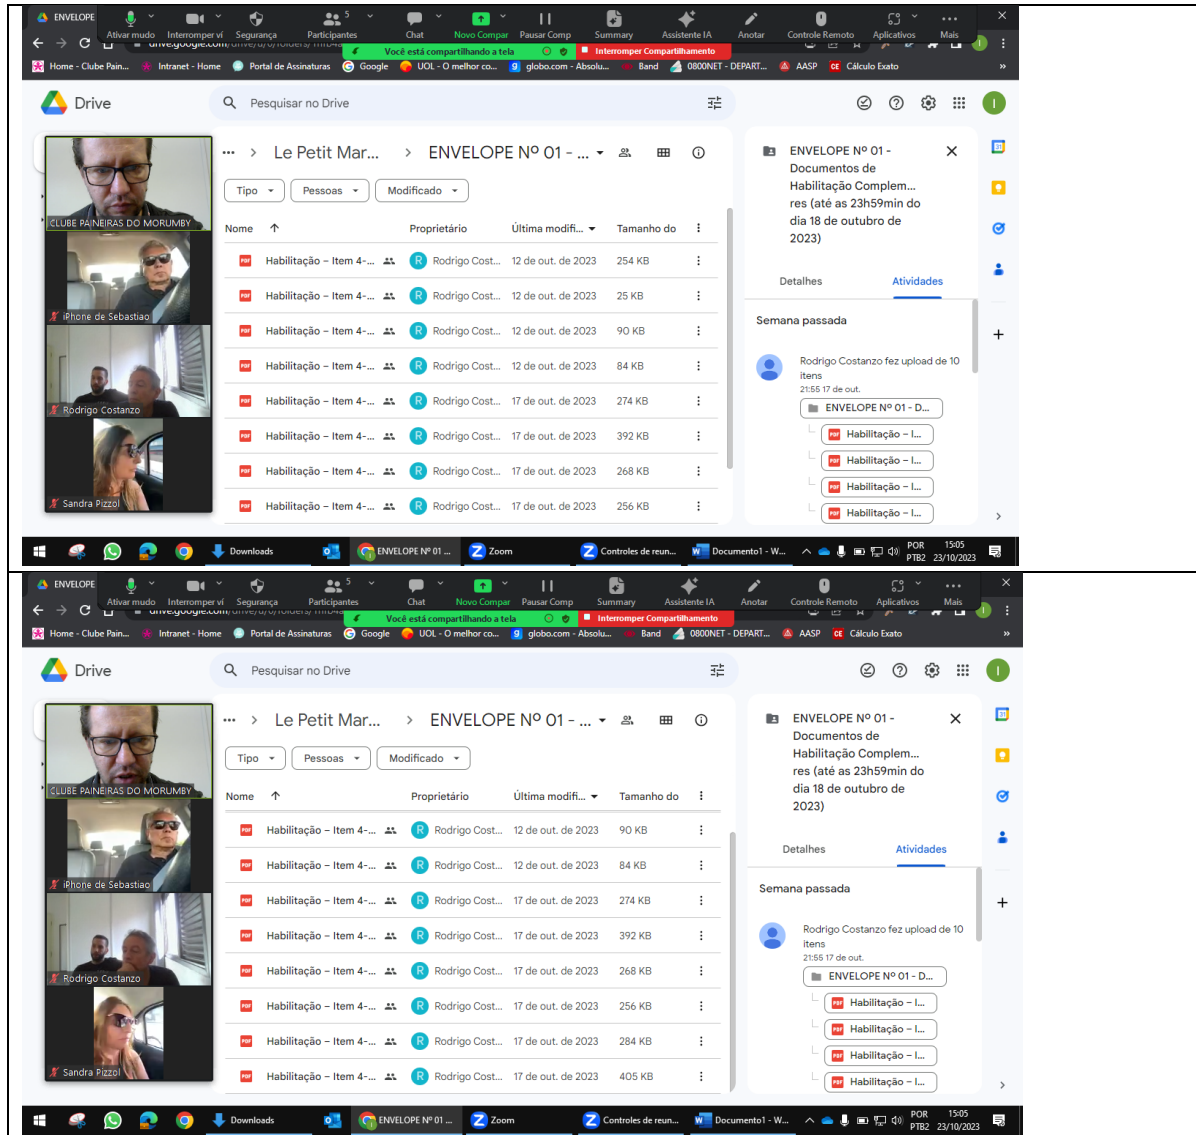 ENVELOPE
Ativar mudo Interromper ví Segurança Participantes 5 Chat Novo Compar Pausar Comp Summary Assistente IA Anotar Controle Remoto Aplicativos Mais
Você está compartilhando a tela Interromper Compartilhamento
Home - Clube Pain... Intranet - Home Portal de Assinaturas Google UOL - O melhor co... globo.com - Absolu... Band 0800NET - DEPART... AASP Cálculo Exato »
Drive Pesquisar no Drive
CLUBE PAINEIRAS DO MORUMBY
iPhone de Sebastiao
Rodrigo Costanzo
Sandra Pizzol
... > Le Petit Mar... > ENVELOPE Nº 01 - ...
Tipo Pessoas Modificado
Nome Proprietário Última modifi... Tamanho do
Habilitação – Item 4-... Rodrigo Cost... 12 de out. de 2023 254 KB
Habilitação – Item 4-... Rodrigo Cost... 12 de out. de 2023 25 KB
Habilitação – Item 4-... Rodrigo Cost... 12 de out. de 2023 90 KB
Habilitação – Item 4-... Rodrigo Cost... 12 de out. de 2023 84 KB
Habilitação – Item 4-... Rodrigo Cost... 17 de out. de 2023 274 KB
Habilitação – Item 4-... Rodrigo Cost... 17 de out. de 2023 392 KB
Habilitação – Item 4-... Rodrigo Cost... 17 de out. de 2023 268 KB
Habilitação – Item 4-... Rodrigo Cost... 17 de out. de 2023 256 KB
ENVELOPE Nº 01 -
Documentos de
Habilitação Complem...
res (até as 23h59min do
dia 18 de outubro de
2023)
Detalhes Atividades
Semana passada
Rodrigo Costanzo fez upload de 10
itens
21:55 17 de out.
ENVELOPE Nº 01 - D...
Habilitação – I...
Habilitação – I...
Habilitação – I...
Habilitação – I...
Downloads ENVELOPE Nº 01 ... Zoom Controles de reun... Documento1 - W... POR 15:05
PTB2 23/10/2023
ENVELOPE
Ativar mudo Interromper ví Segurança Participantes 5 Chat Novo Compar Pausar Comp Summary Assistente IA Anotar Controle Remoto Aplicativos Mais
Você está compartilhando a tela Interromper Compartilhamento
Home - Clube Pain... Intranet - Home Portal de Assinaturas Google UOL - O melhor co... globo.com - Absolu... Band 0800NET - DEPART... AASP Cálculo Exato »
Drive Pesquisar no Drive
CLUBE PAINEIRAS DO MORUMBY
iPhone de Sebastiao
Rodrigo Costanzo
Sandra Pizzol
... > Le Petit Mar... > ENVELOPE Nº 01 - ...
Tipo Pessoas Modificado
Nome Proprietário Última modifi... Tamanho do
Habilitação – Item 4-... Rodrigo Cost... 12 de out. de 2023 90 KB
Habilitação – Item 4-... Rodrigo Cost... 12 de out. de 2023 84 KB
Habilitação – Item 4-... Rodrigo Cost... 17 de out. de 2023 274 KB
Habilitação – Item 4-... Rodrigo Cost... 17 de out. de 2023 392 KB
Habilitação – Item 4-... Rodrigo Cost... 17 de out. de 2023 268 KB
Habilitação – Item 4-... Rodrigo Cost... 17 de out. de 2023 256 KB
Habilitação – Item 4-... Rodrigo Cost... 17 de out. de 2023 284 KB
Habilitação – Item 4-... Rodrigo Cost... 17 de out. de 2023 405 KB
ENVELOPE Nº 01 -
Documentos de
Habilitação Complem...
res (até as 23h59min do
dia 18 de outubro de
2023)
Detalhes Atividades
Semana passada
Rodrigo Costanzo fez upload de 10
itens
21:55 17 de out.
ENVELOPE Nº 01 - D...
Habilitação – I...
Habilitação – I...
Habilitação – I...
Habilitação – I...
Downloads ENVELOPE Nº 01 ... Zoom Controles de reun... Documento1 - W... POR 15:05
PTB2 23/10/2023